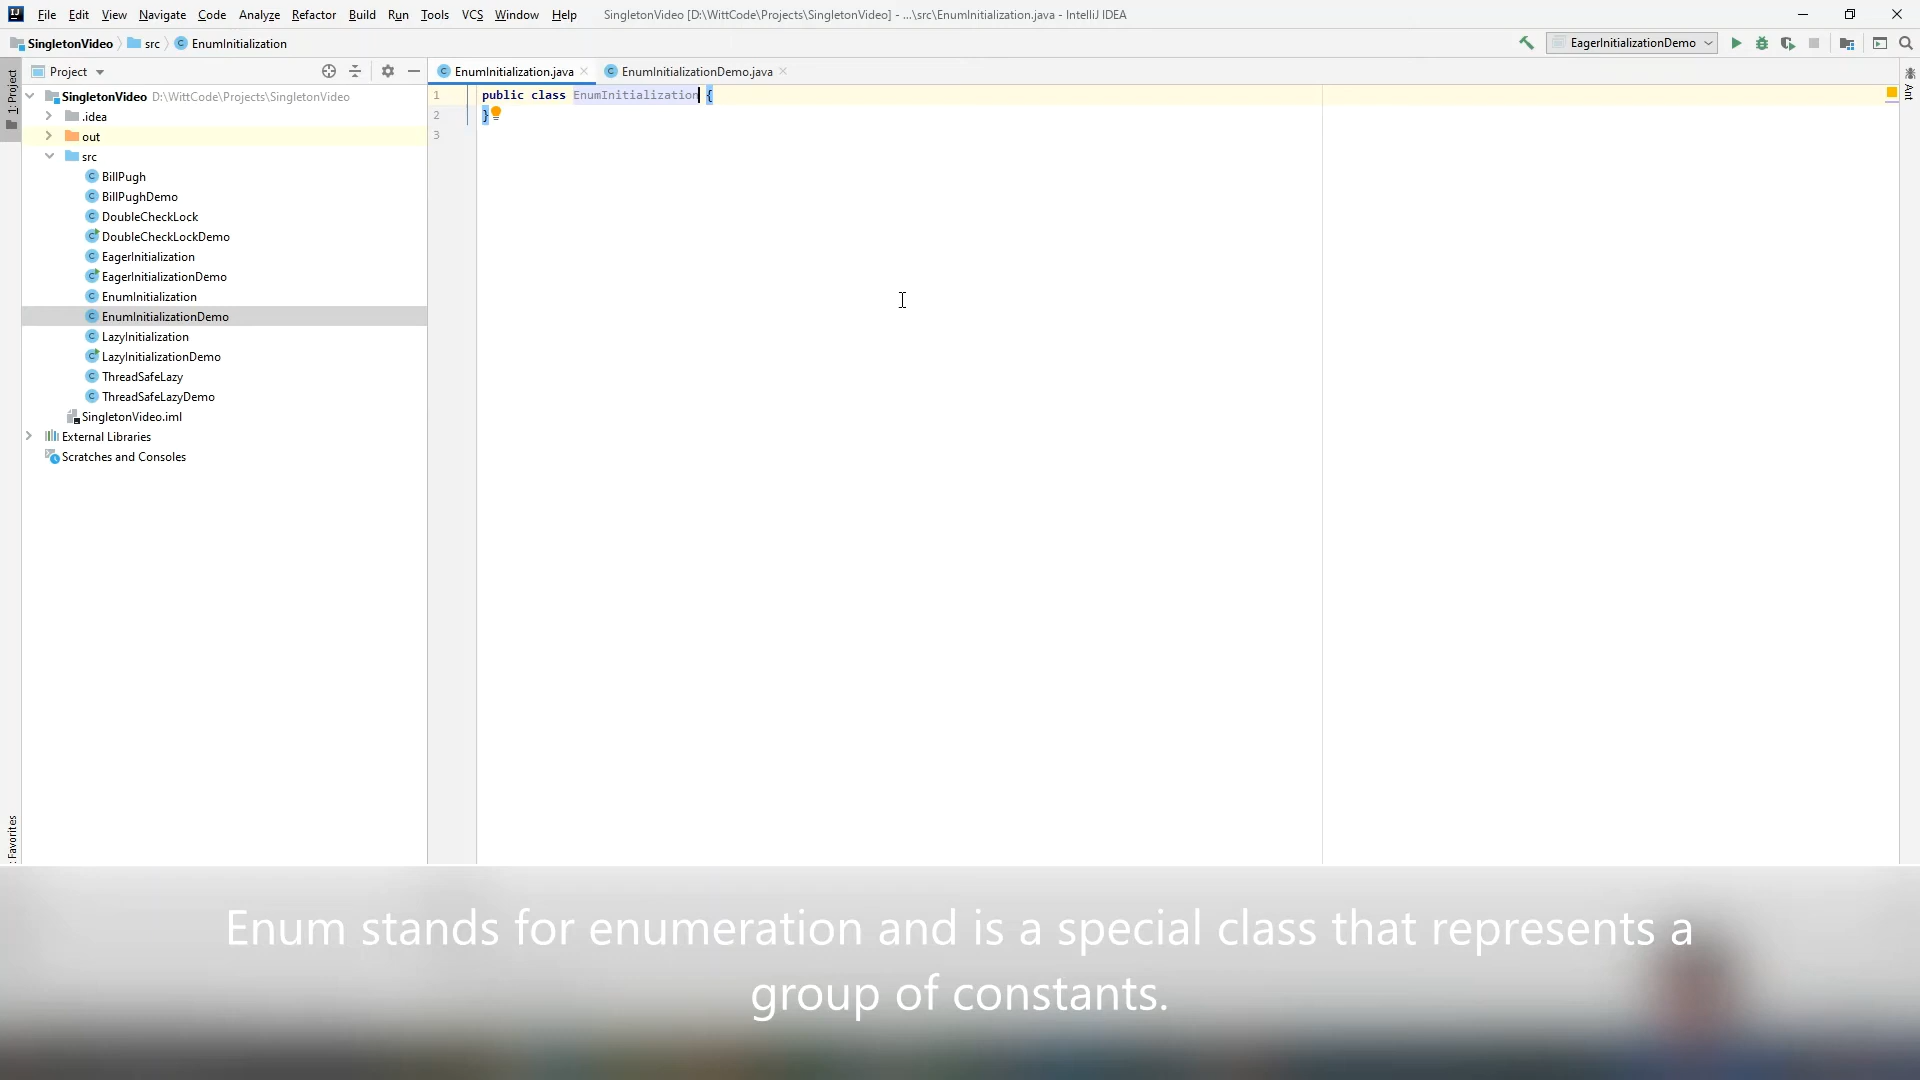 File Edit View Navigate Code Analyze Refactor Build Run Tools VCS Window Help SingletonVideo [D:\WittCode\Projects\SingletonVideo] - ...\src\EnumInitialization.java - IntelliJ IDEA
SingletonVideo src EnumInitialization EagerInitializationDemo
Project EnumInitialization.java EnumInitializationDemo.java
1: Project
Ant
SingletonVideo D:\WittCode\Projects\SingletonVideo
.idea
out
src
BillPugh
BillPughDemo
DoubleCheckLock
DoubleCheckLockDemo
EagerInitialization
EagerInitializationDemo
EnumInitialization
EnumInitializationDemo
LazyInitialization
LazyInitializationDemo
ThreadSafeLazy
ThreadSafeLazyDemo
SingletonVideo.iml
External Libraries
Scratches and Consoles
1 public class EnumInitialization {
2 }
3
Favorites
Enum stands for enumeration and is a special class that represents a
group of constants.